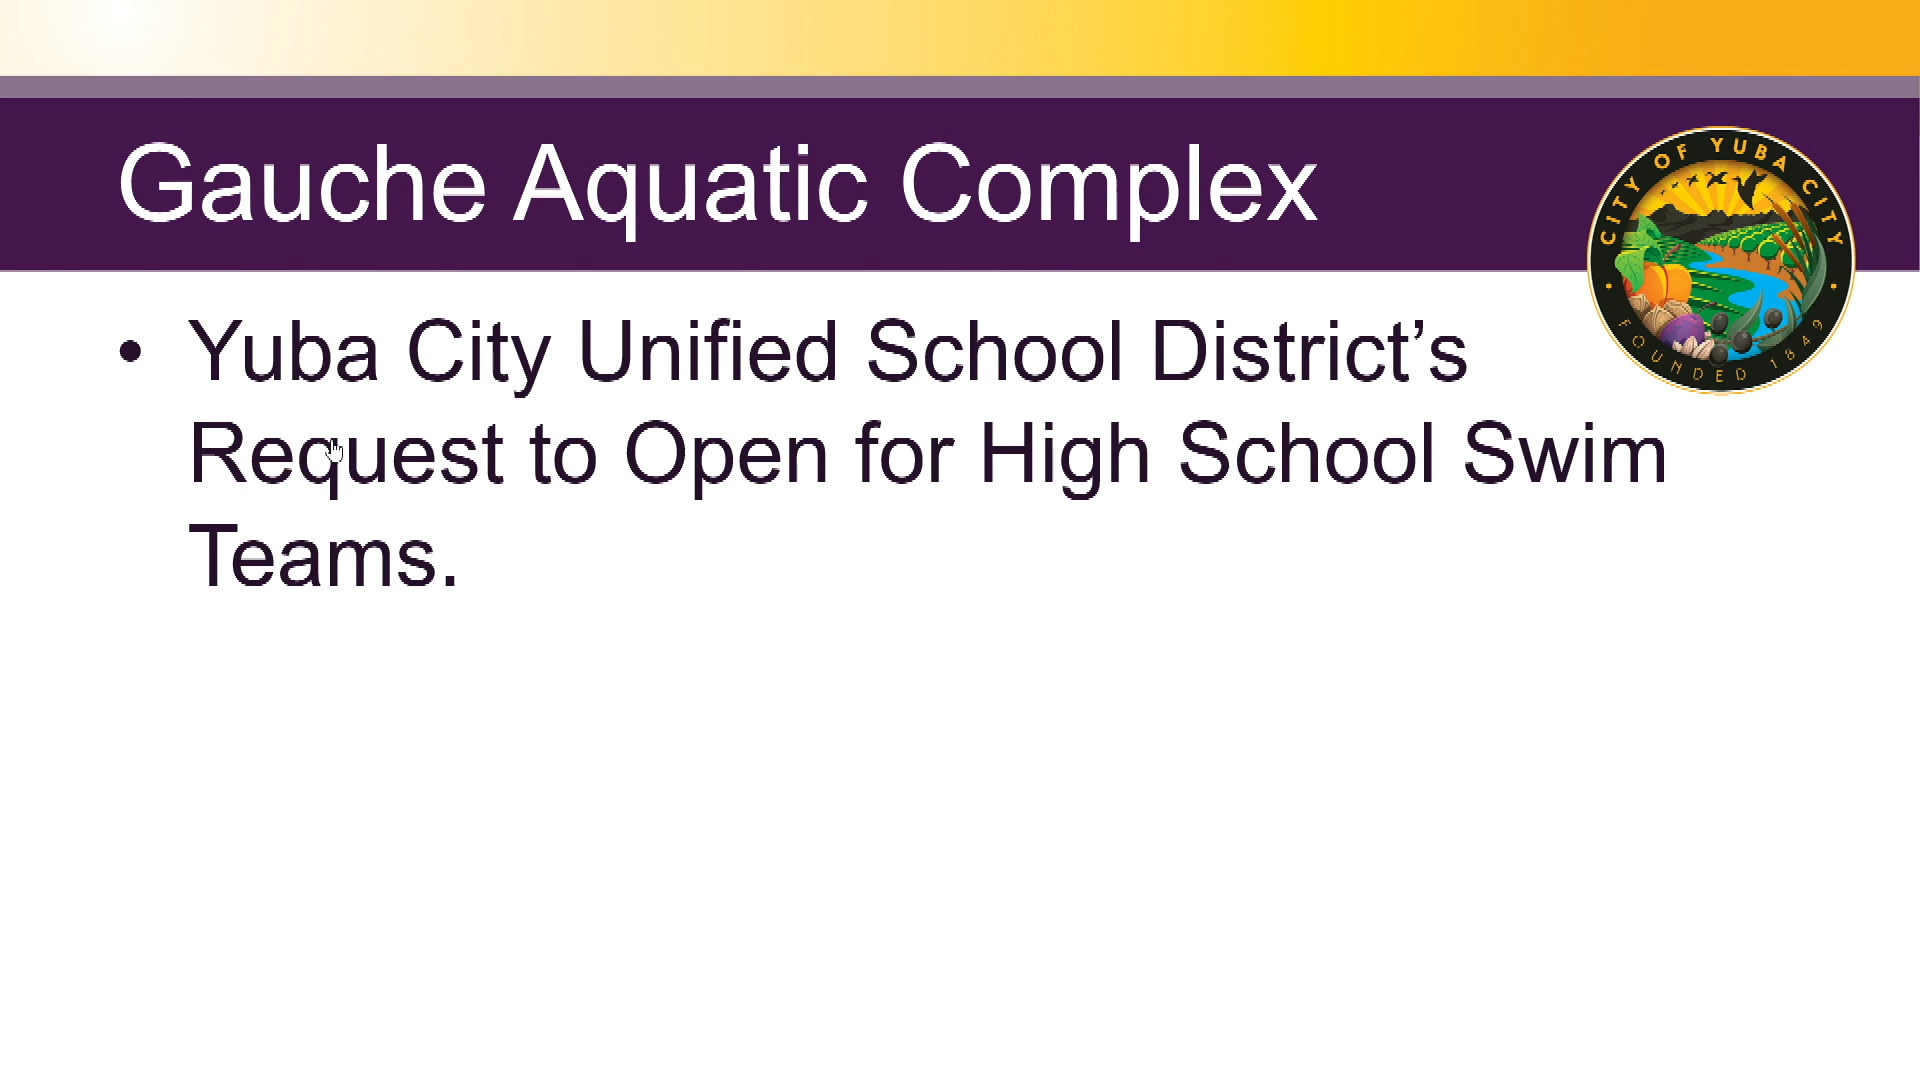 Gauche Aquatic Complex
CITY OF YUBA CITY
FOUNDED 1849
• Yuba City Unified School District’s
Request to Open for High School Swim
Teams.